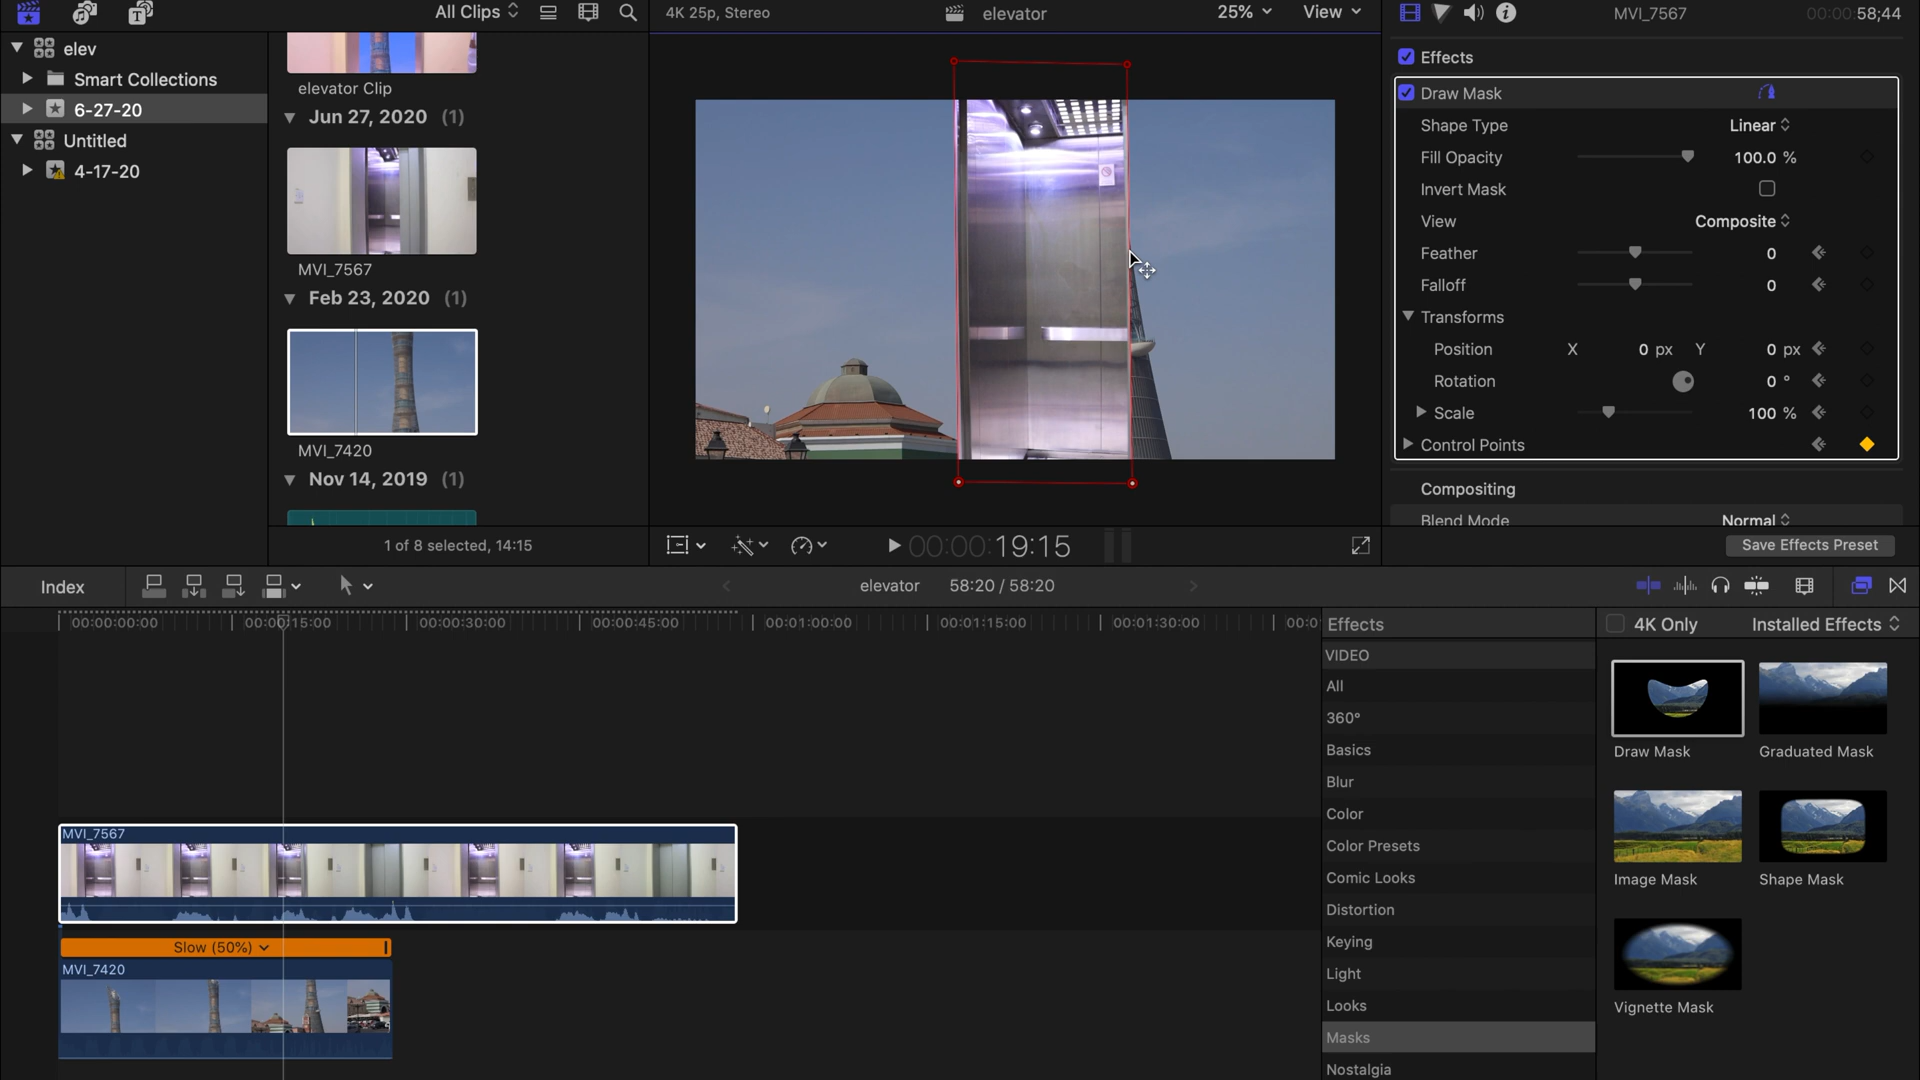 All Clips
4K 25p, Stereo
elevator
25%
View
MVI_7567
00:00:58;44
elev
Smart Collections
6-27-20
Untitled
4-17-20
elevator Clip
Jun 27, 2020 (1)
MVI_7567
Feb 23, 2020 (1)
MVI_7420
Nov 14, 2019 (1)
1 of 8 selected, 14:15
00:00:19:15
Effects
Draw Mask
Shape Type
Linear
Fill Opacity
100.0 %
Invert Mask
View
Composite
Feather
0
Falloff
0
Transforms
Position X 0 px Y 0 px
Rotation
0 °
Scale
100 %
Control Points
Compositing
Blend Mode
Normal
Save Effects Preset
Index
elevator
58:20 / 58:20
00:00:00:00
00:00:15:00
00:00:30:00
00:00:45:00
00:01:00:00
00:01:15:00
00:01:30:00
00:0
MVI_7567
Slow (50%)
MVI_7420
Effects
4K Only
Installed Effects
VIDEO
All
360°
Basics
Blur
Color
Color Presets
Comic Looks
Distortion
Keying
Light
Looks
Masks
Nostalgia
Draw Mask
Graduated Mask
Image Mask
Shape Mask
Vignette Mask